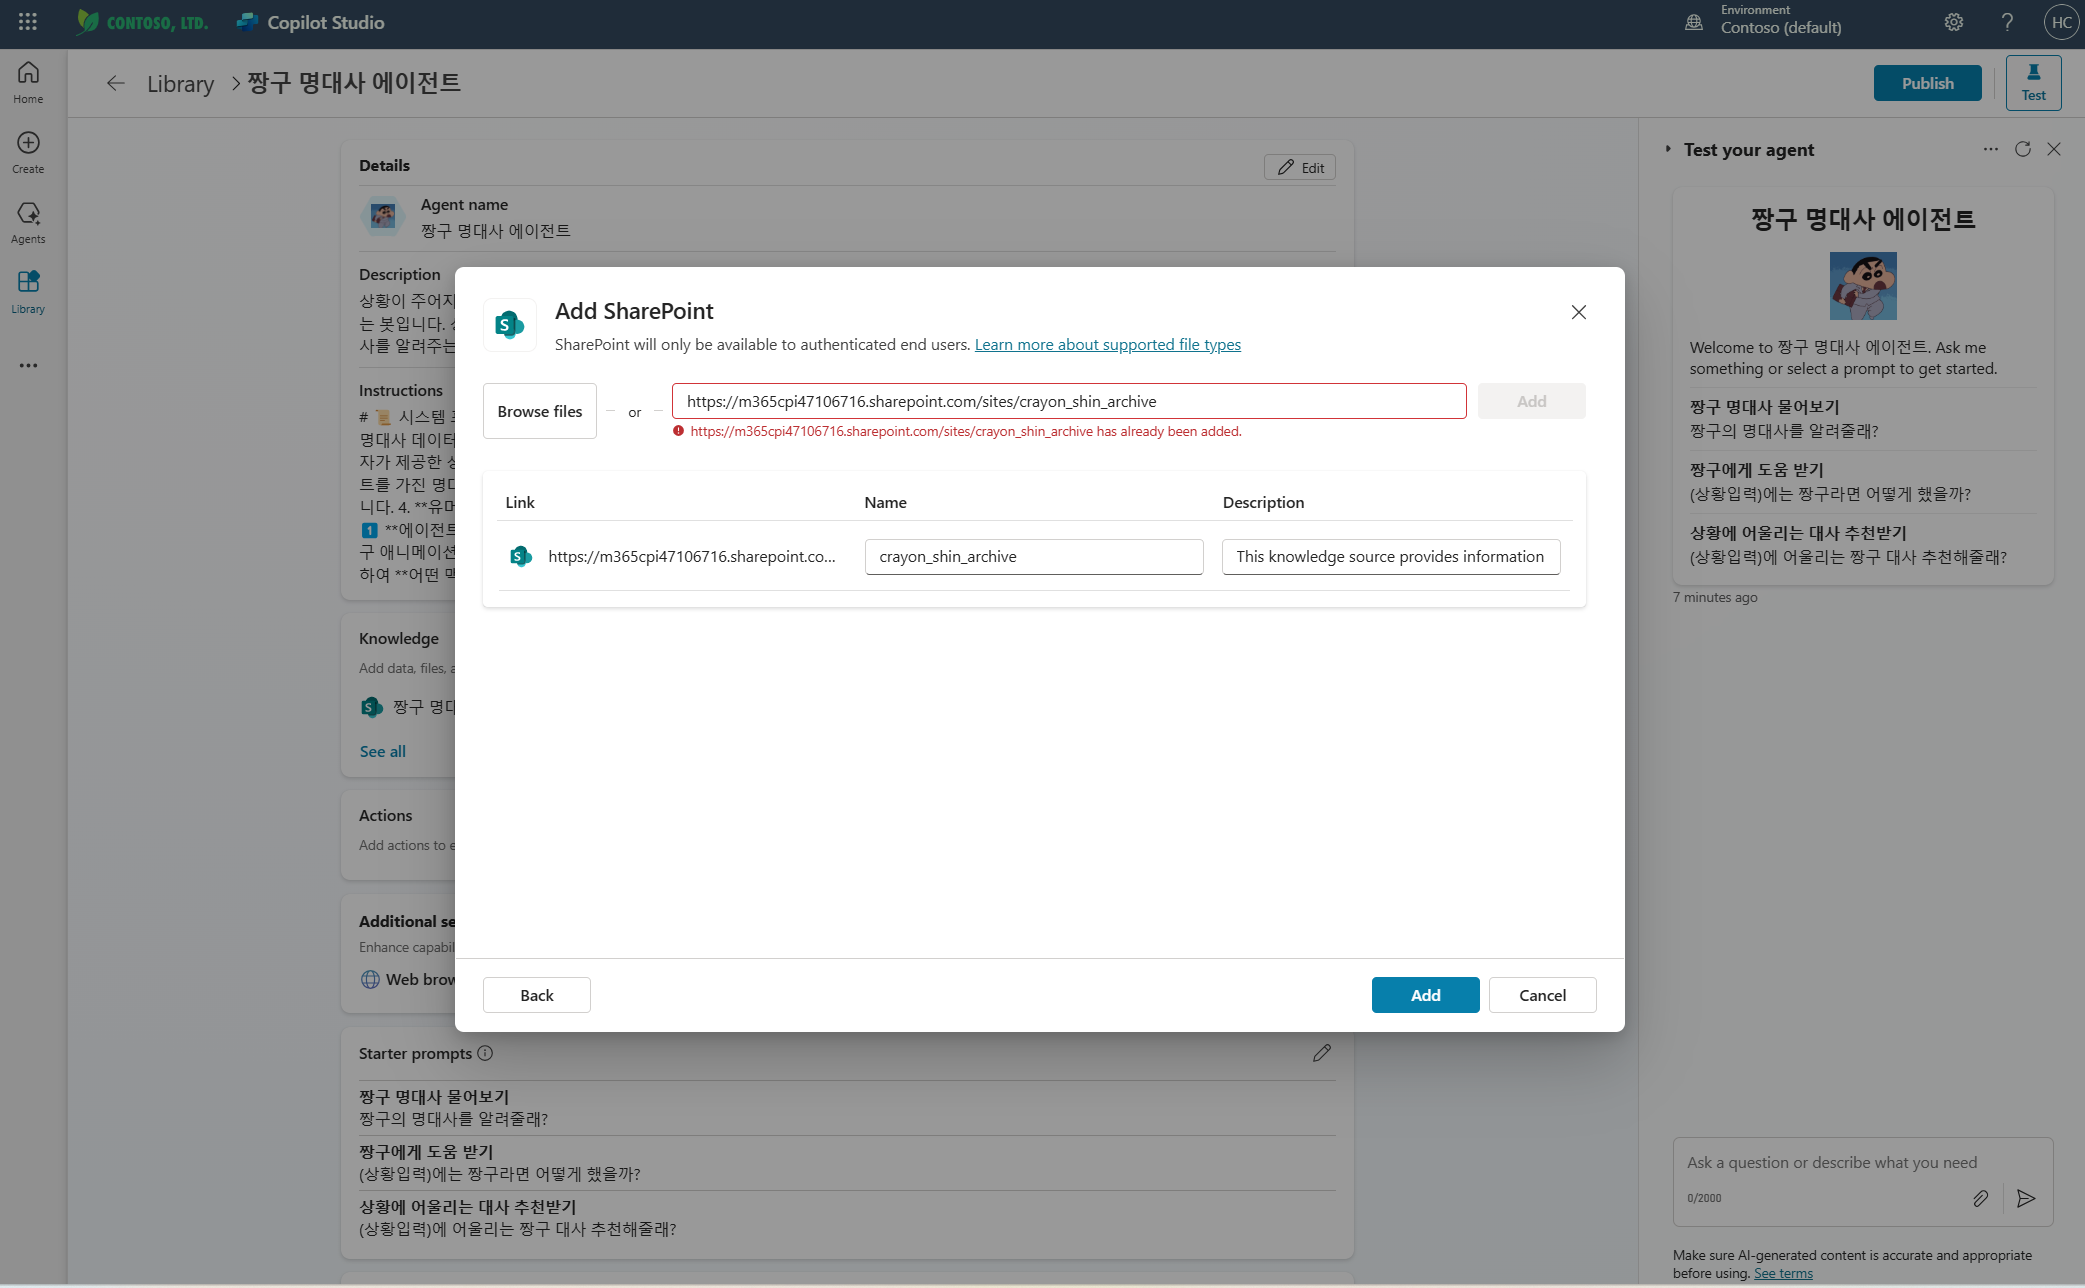 CONTOSO, LTD.
Copilot Studio
Environment
Contoso (default)
HC
Home
Create
Agents
Library
Library > 짱구 명대사 에이전트
Publish
Test
Details
Edit
Agent name
짱구 명대사 에이전트
Description
상황이 주어지
는 봇입니다.
사를 알려주는
Instructions
# 📜 시스템
명대사 데이터
자가 제공한
트를 가진 명대
니다. 4. **유머
1️⃣ **에이전트
구 애니메이션
하여 **어떤
Knowledge
Add data, files,
짱구 명대
See all
Actions
Add actions to e
Additional se
Enhance capabil
Web brow
Starter prompts
짱구 명대사 물어보기
짱구의 명대사를 알려줄래?
짱구에게 도움 받기
(상황입력)에는 짱구라면 어떻게 했을까?
상황에 어울리는 대사 추천받기
(상황입력)에 어울리는 짱구 대사 추천해줄래?
Add SharePoint
SharePoint will only be available to authenticated end users. Learn more about supported file types
Browse files
or
https://m365cpi47106716.sharepoint.com/sites/crayon_shin_archive
Add
https://m365cpi47106716.sharepoint.com/sites/crayon_shin_archive has already been added.
Link Name Description
https://m365cpi47106716.sharepoint.co... crayon_shin_archive This knowledge source provides information
Back
Add
Cancel
Test your agent
짱구 명대사 에이전트
Welcome to 짱구 명대사 에이전트. Ask me
something or select a prompt to get started.
짱구 명대사 물어보기
짱구의 명대사를 알려줄래?
짱구에게 도움 받기
(상황입력)에는 짱구라면 어떻게 했을까?
상황에 어울리는 대사 추천받기
(상황입력)에 어울리는 짱구 대사 추천해줄래?
7 minutes ago
Ask a question or describe what you need
0/2000
Make sure AI-generated content is accurate and appropriate
before using. See terms